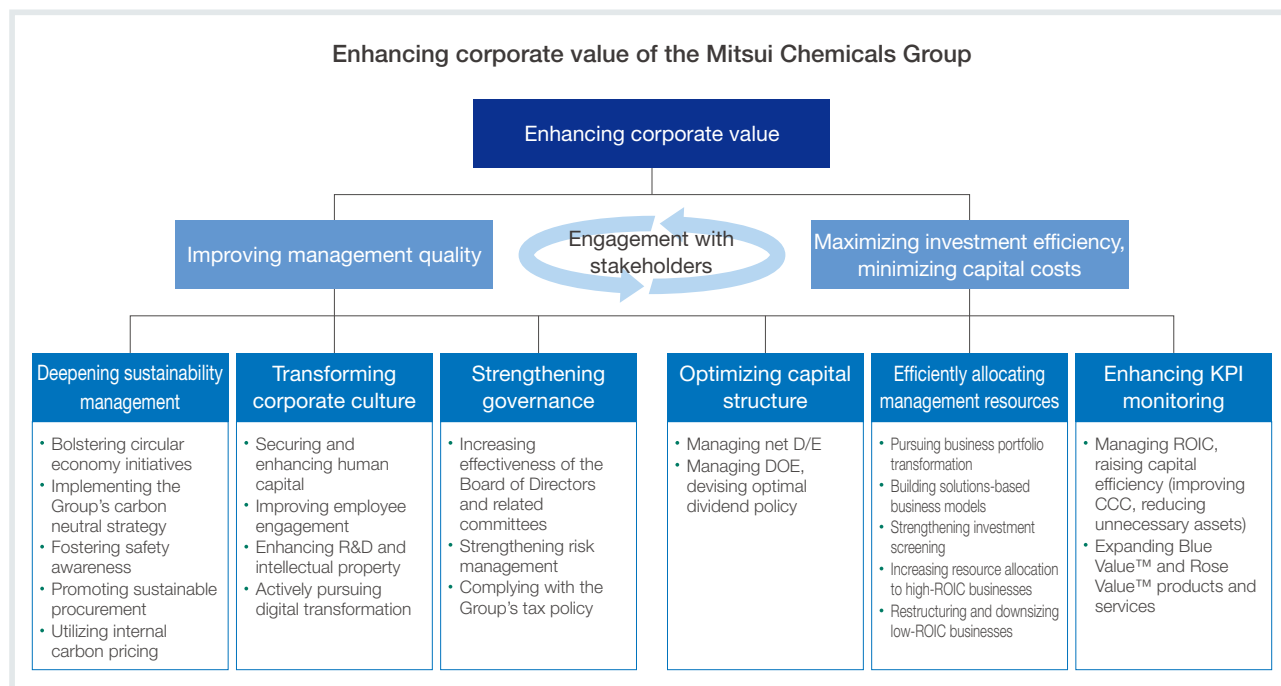 Enhancing corporate value of the Mitsui Chemicals Group
Enhancing corporate value
Improving management quality
Engagement with
stakeholders
Maximizing investment efficiency,
minimizing capital costs
Deepening sustainability
management
• Bolstering circular
economy initiatives
• Implementing the
Group's carbon
neutral strategy
• Fostering safety
awareness
• Promoting sustainable
procurement
• Utilizing internal
carbon pricing
Transforming
corporate culture
• Securing and
enhancing human
capital
• Improving employee
engagement
• Enhancing R&D and
intellectual property
• Actively pursuing
digital transformation
Strengthening
governance
• Increasing
effectiveness of the
Board of Directors
and related
committees
• Strengthening risk
management
• Complying with the
Group's tax policy
Optimizing capital
structure
• Managing net D/E
• Managing DOE,
devising optimal
dividend policy
Efficiently allocating
management resources
• Pursuing business portfolio
transformation
• Building solutions-based
business models
• Strengthening investment
screening
• Increasing resource allocation
to high-ROIC businesses
• Restructuring and downsizing
low-ROIC businesses
Enhancing KPI
monitoring
• Managing ROIC,
raising capital
efficiency (improving
CCC, reducing
unnecessary assets)
• Expanding Blue
Value™ and Rose
Value™ products and
services